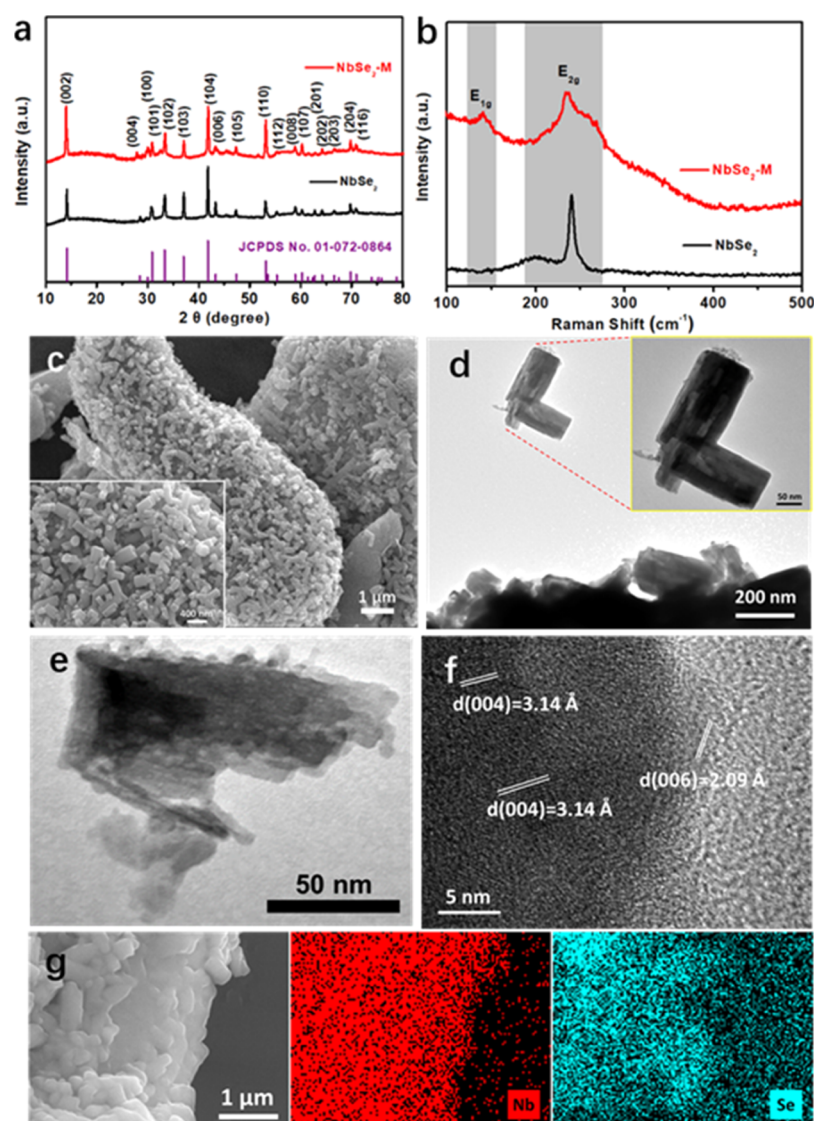 a
Intensity (a.u.)
(002)
(004)
(100)
(101)
(102)
(103)
(104)
(006)
(105)
(110)
(112)
(008)
(107)
(201)
(202)
(203)
(204)
(116)
NbSe2-M
NbSe2
JCPDS No. 01-072-0864
10 20 30 40 50 60 70 80
2 θ (degree)
b
Intensity (a.u.)
E1g
E2g
NbSe2-M
NbSe2
100 200 300 400 500
Raman Shift (cm-1)
c
400 nm
1 μm
d
50 nm
200 nm
e
50 nm
f
d(004)=3.14 Å
d(006)=2.09 Å
d(004)=3.14 Å
5 nm
g
1 μm
Nb
Se